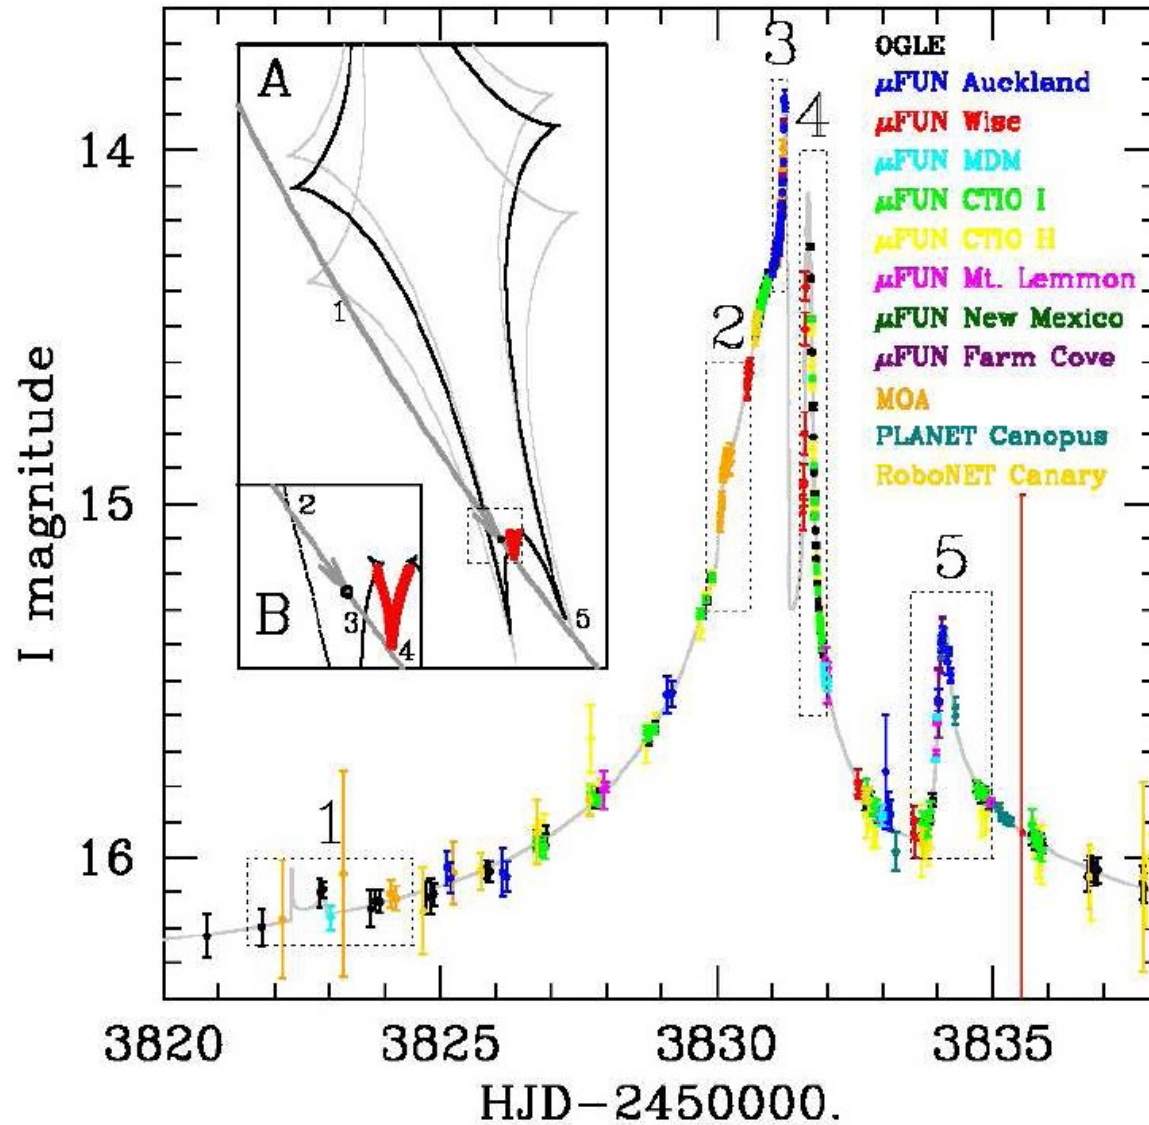 3
A
OGLE
μFUN Auckland
4
μFUN Wise
14
μFUN MDM
μFUN CTIO I
μFUN CTIO H
μFUN Mt. Lemmon
1
2
μFUN New Mexico
μFUN Farm Cove
MOA
PLANET Canopus
RoboNET Canary
I magnitude
2
15
B
3
4
5
5
1
16
3820 3825 3830 3835
HJD-2450000.